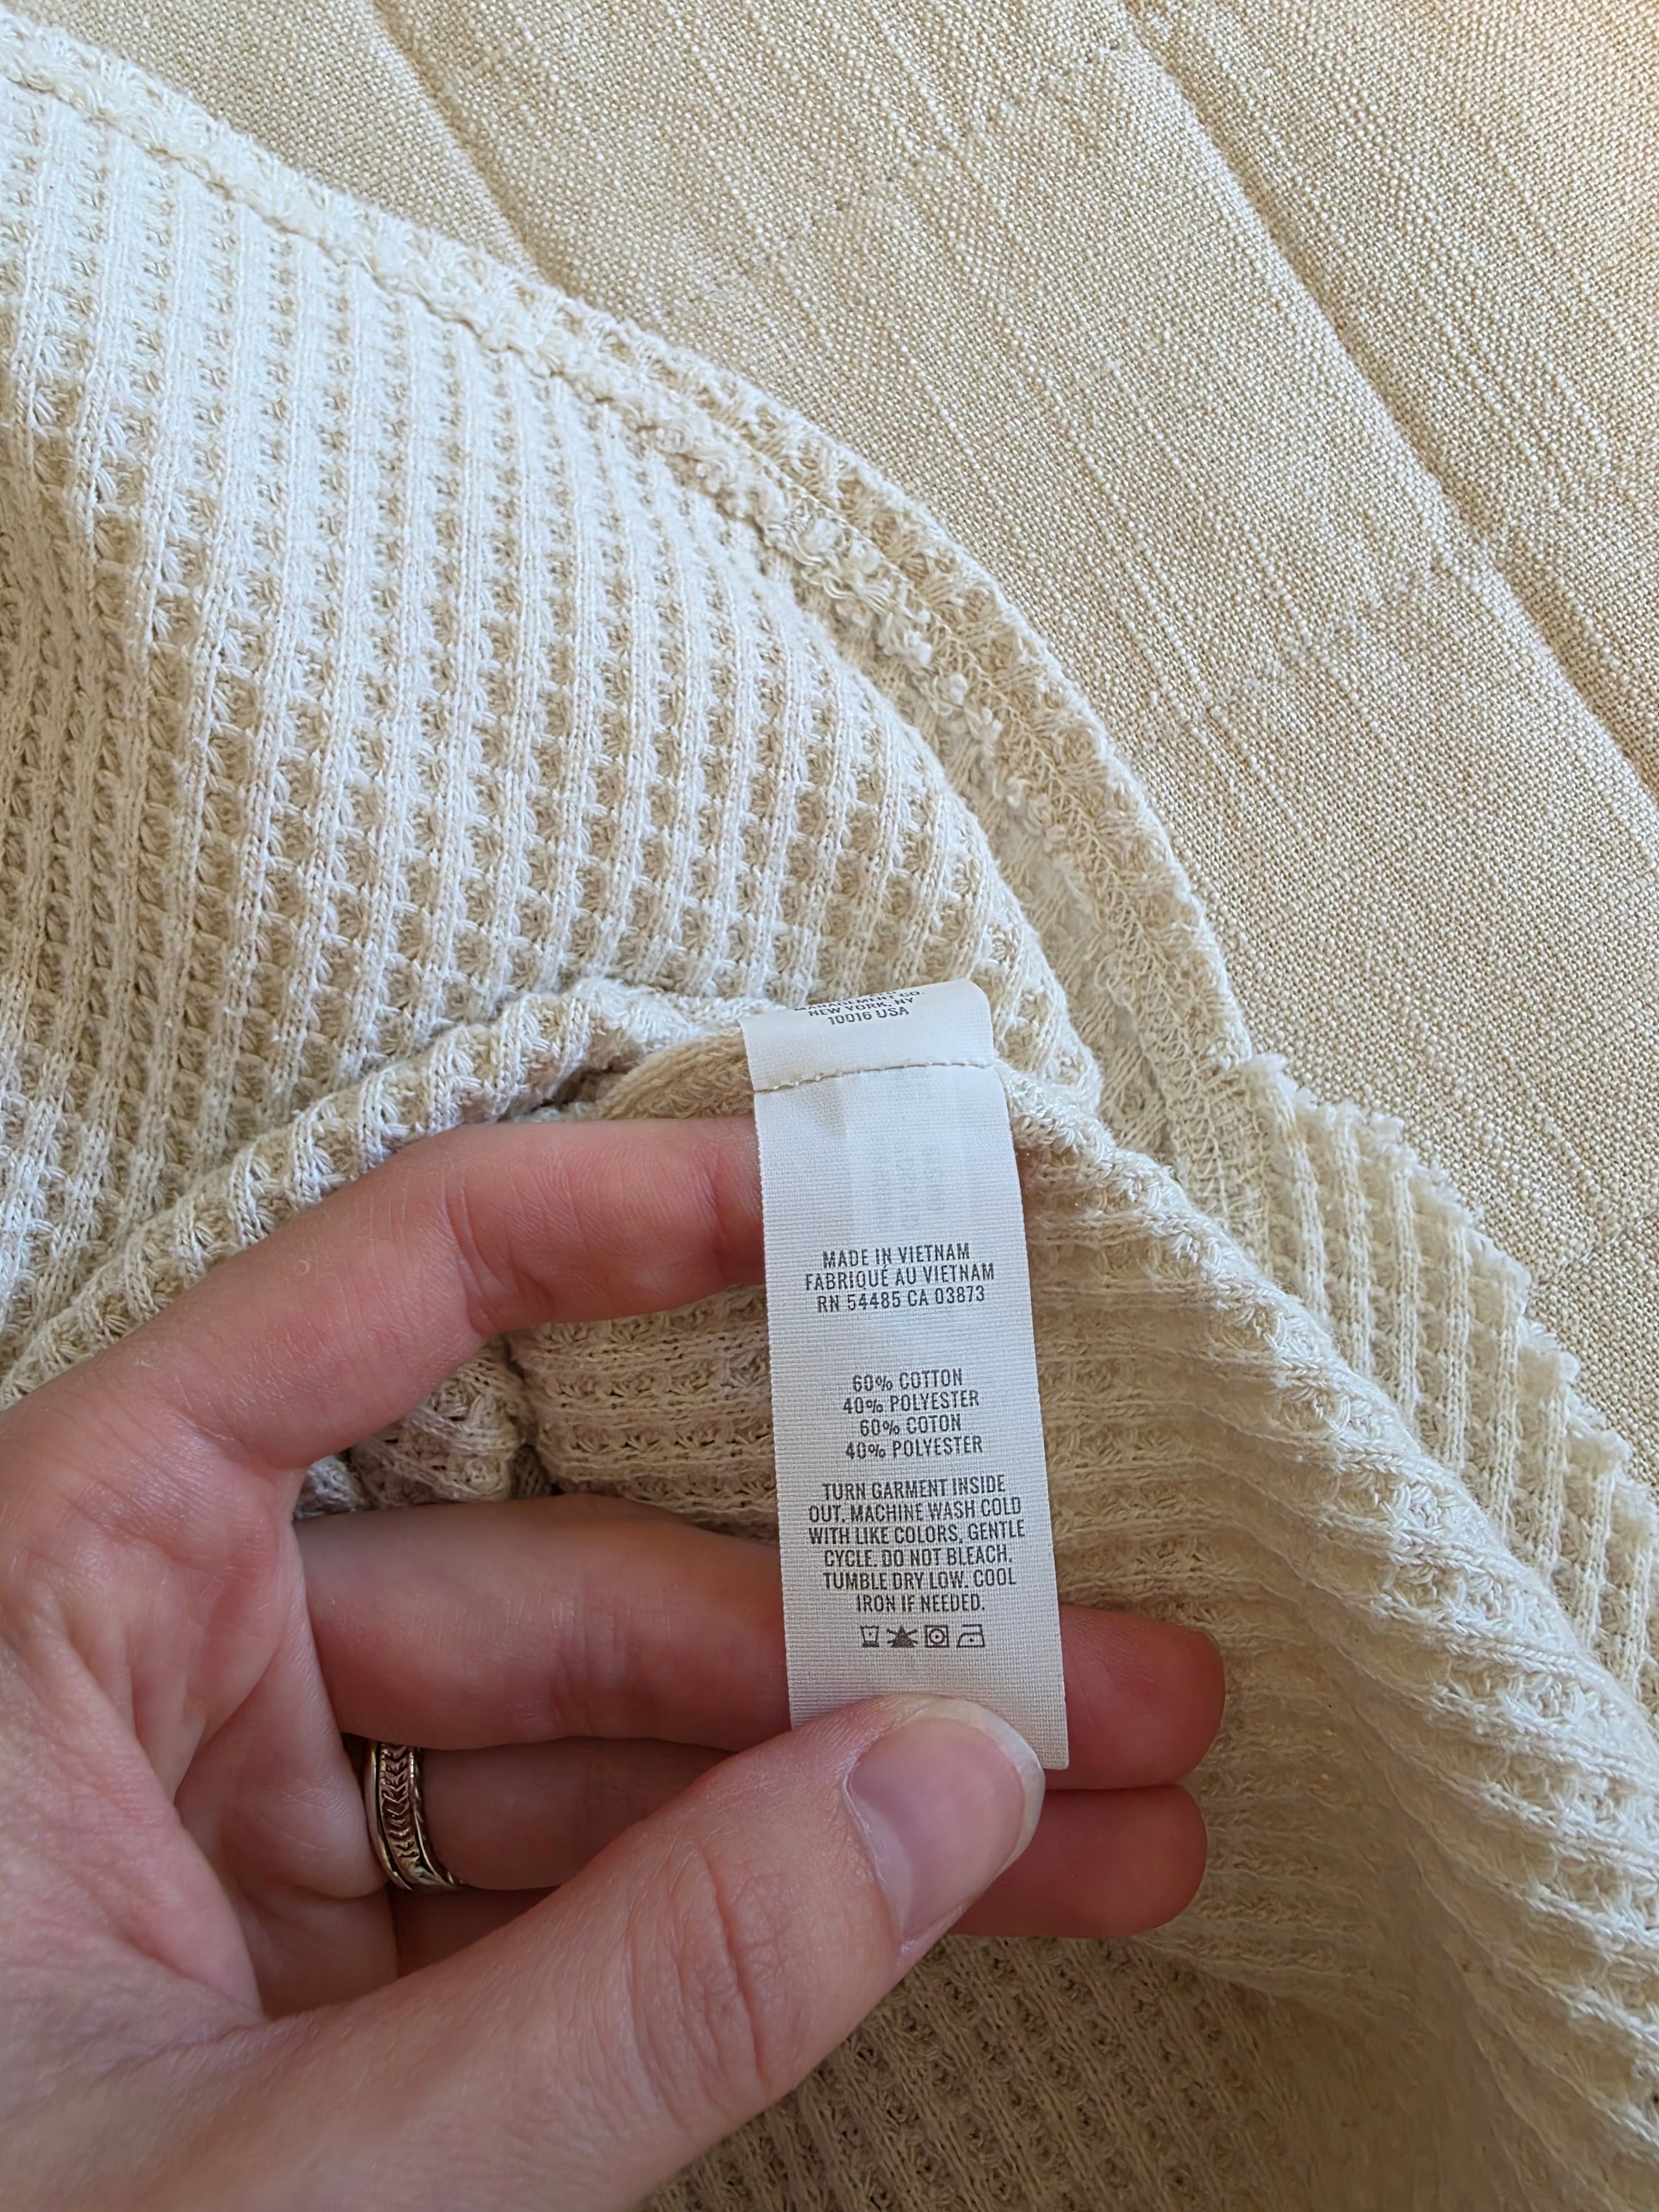 MANAGEMENT CO.
NEW YORK, NY
10016 USA
MADE IN VIETNAM
FABRIQUÉ AU VIETNAM
RN 54485 CA 03873
60% COTTON
40% POLYESTER
60% COTON
40% POLYESTER
TURN GARMENT INSIDE
OUT. MACHINE WASH COLD
WITH LIKE COLORS, GENTLE
CYCLE. DO NOT BLEACH.
TUMBLE DRY LOW. COOL
IRON IF NEEDED.